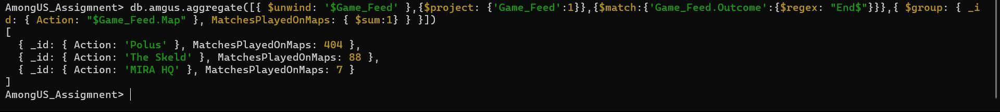 AmongUS_Assigmnent> db.amgus.aggregate([{ $unwind: '$Game_Feed' },{$project: {'Game_Feed':1}},{$match:{'Game_Feed.Outcome':{$regex: "End$"}}},{ $group: { _i
d: { Action: "$Game_Feed.Map" }, MatchesPlayedOnMaps: { $sum:1} } }])
[
  { _id: { Action: 'Polus' }, MatchesPlayedOnMaps: 404 },
  { _id: { Action: 'The Skeld' }, MatchesPlayedOnMaps: 88 },
  { _id: { Action: 'MIRA HQ' }, MatchesPlayedOnMaps: 7 }
]
AmongUS_Assigmnent>